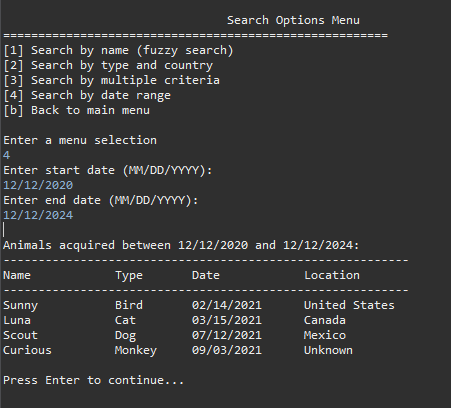 Search Options Menu
=======================================================
[1] Search by name (fuzzy search)
[2] Search by type and country
[3] Search by multiple criteria
[4] Search by date range
[b] Back to main menu
Enter a menu selection
4
Enter start date (MM/DD/YYYY):
12/12/2020
Enter end date (MM/DD/YYYY):
12/12/2024
Animals acquired between 12/12/2020 and 12/12/2024:
----------------------------------------------------------
Name Type Date Location
----------------------------------------------------------
Sunny Bird 02/14/2021 United States
Luna Cat 03/15/2021 Canada
Scout Dog 07/12/2021 Mexico
Curious Monkey 09/03/2021 Unknown
Press Enter to continue...